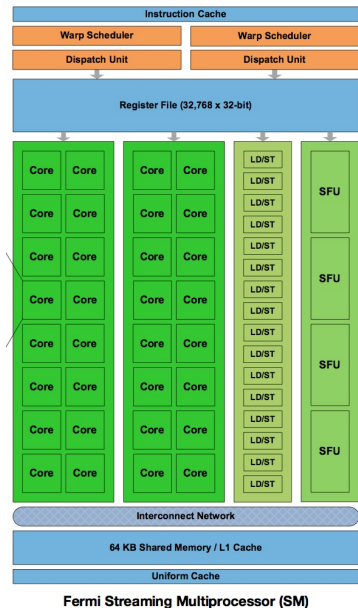 Instruction Cache
Warp Scheduler Warp Scheduler
Dispatch Unit Dispatch Unit
Register File (32,768 x 32-bit)
LD/ST
Core Core Core Core
LD/ST
SFU
LD/ST
Core Core Core Core
LD/ST
LD/ST
Core Core Core Core
LD/ST
SFU
LD/ST
Core Core Core Core
LD/ST
LD/ST
Core Core Core Core
LD/ST
SFU
LD/ST
Core Core Core Core
LD/ST
LD/ST
Core Core Core Core
LD/ST
SFU
LD/ST
Core Core Core Core
LD/ST
Interconnect Network
64 KB Shared Memory / L1 Cache
Uniform Cache
Fermi Streaming Multiprocessor (SM)